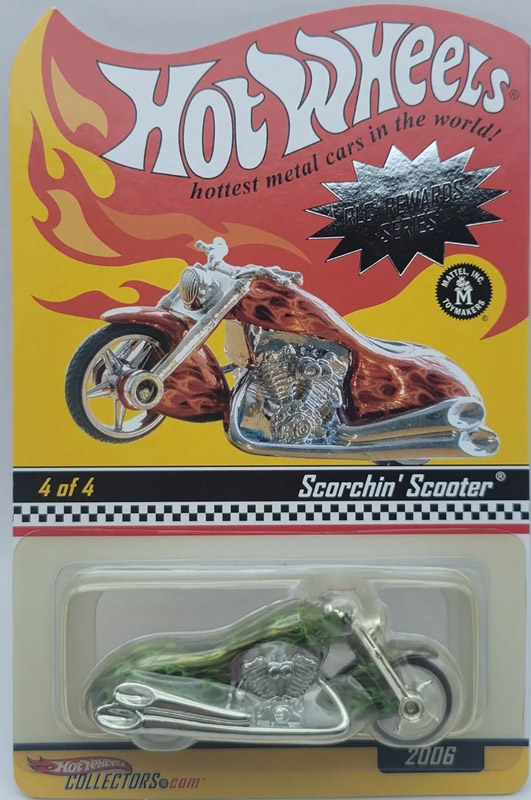 Hot Wheels®
hottest metal cars in the world!
RLC REWARDS
SERIES
MATTEL, INC.
M
TOYMAKERS
®
4 of 4
Scorchin' Scooter®
2006
Hot Wheels
COLLECTORS.com™